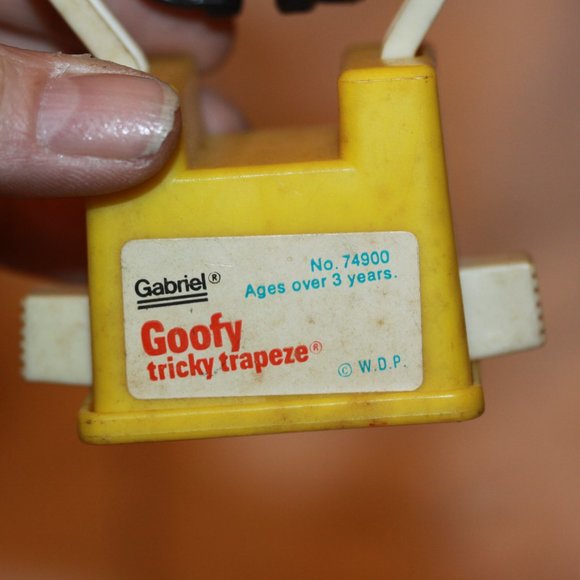 Gabriel®
No. 74900
Ages over 3 years.
Goofy
tricky trapeze®
© W.D.P.